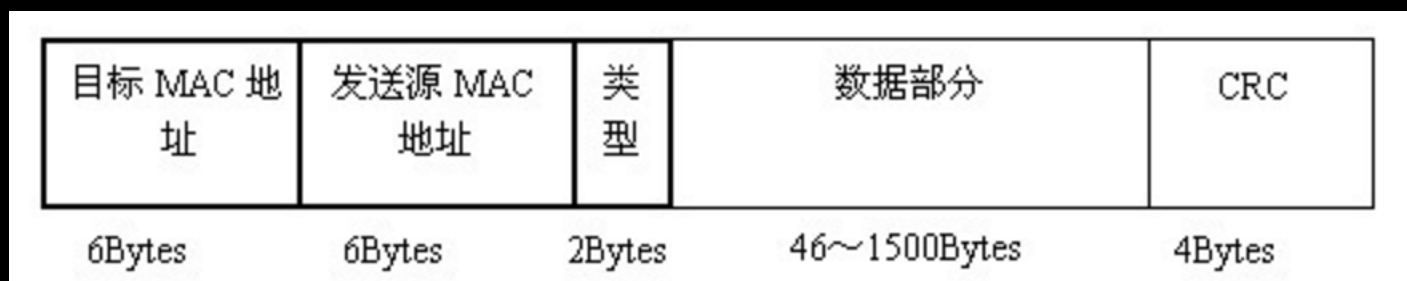 目标 MAC 地
址
发送源 MAC
地址
类
型
数据部分
CRC
6Bytes
6Bytes
2Bytes
46～1500Bytes
4Bytes